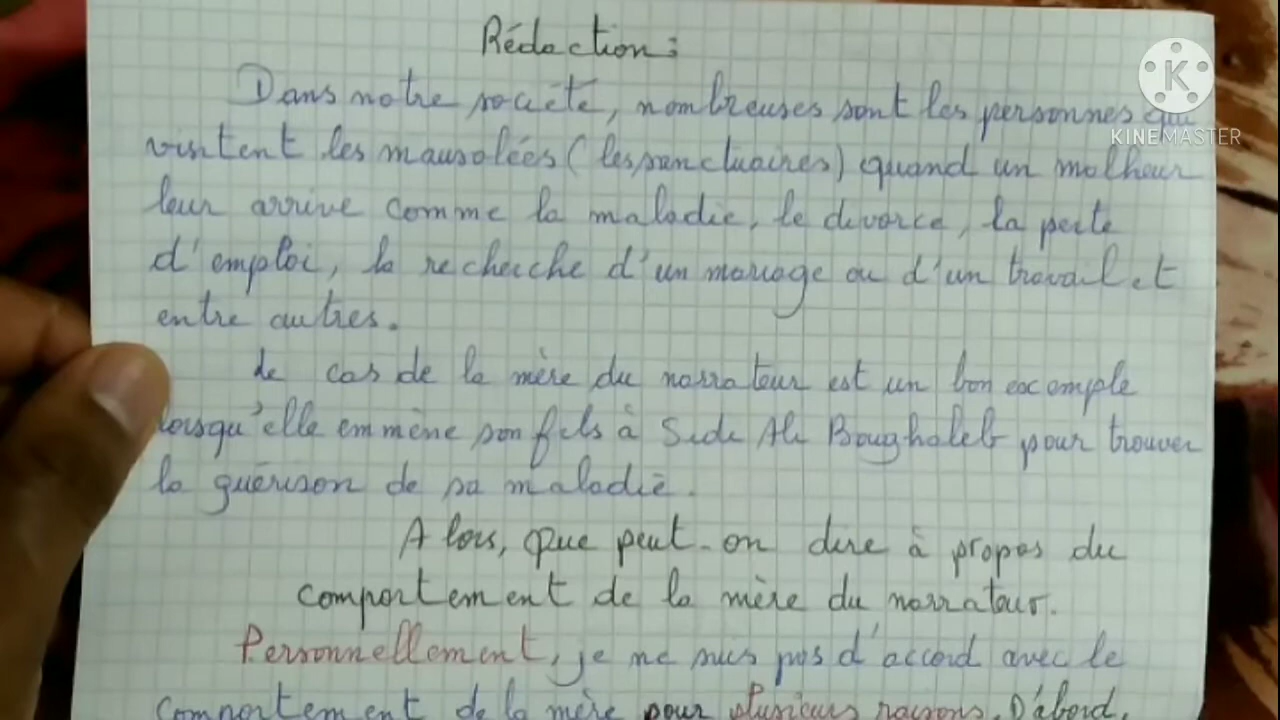 Rédaction:
Dans notre société, nombreuses sont les personnes qui
visitent les mausolées (les sanctuaires) quand un malheur
leur arrive comme la maladie, le divorce, la perte
d'emploi, la recherche d'un mariage ou d'un travail et
entre autres.
Le cas de la mère du narrateur est un bon exemple
lorsqu'elle emmène son fils à Sidi Ali Boughaleb pour trouver
la guérison de sa maladie.
Alors, que peut-on dire à propos du
comportement de la mère du narrateur.
Personnellement, je ne suis pas d'accord avec le
comportement de la mère pour plusieurs raisons. D'abord,
K
KINEMASTER